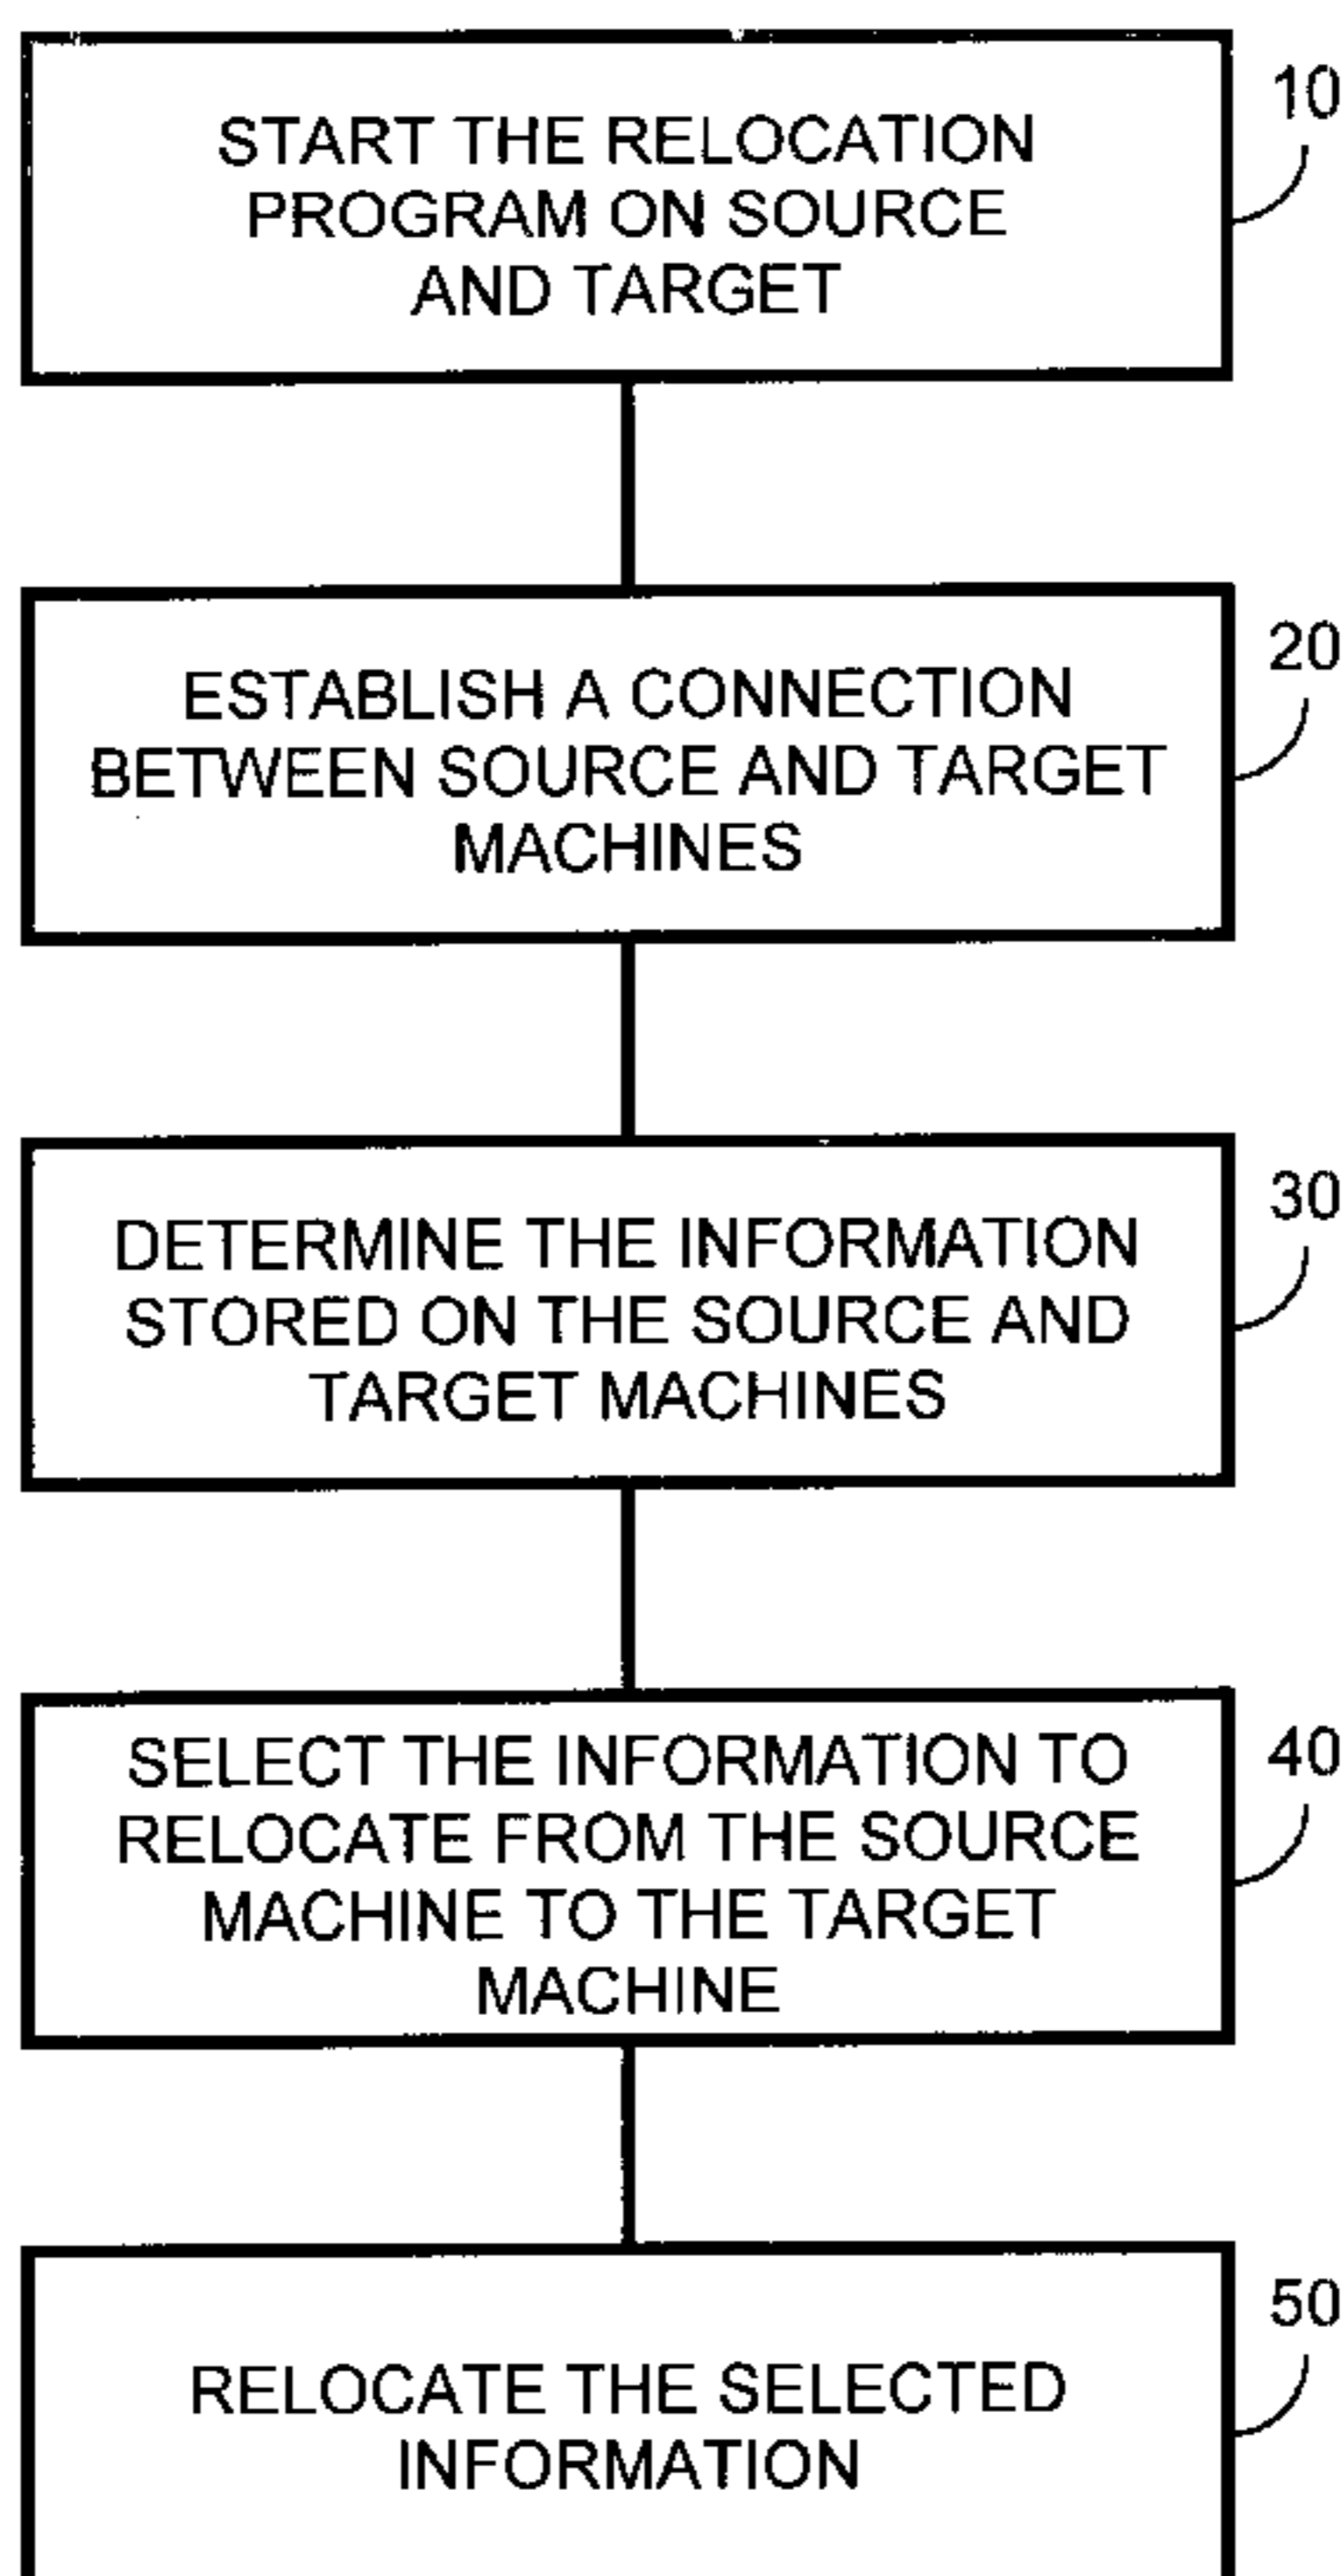 START THE RELOCATION
PROGRAM ON SOURCE
AND TARGET
10
ESTABLISH A CONNECTION
BETWEEN SOURCE AND TARGET
MACHINES
20
DETERMINE THE INFORMATION
STORED ON THE SOURCE AND
TARGET MACHINES
30
SELECT THE INFORMATION TO
RELOCATE FROM THE SOURCE
MACHINE TO THE TARGET
MACHINE
40
RELOCATE THE SELECTED
INFORMATION
50